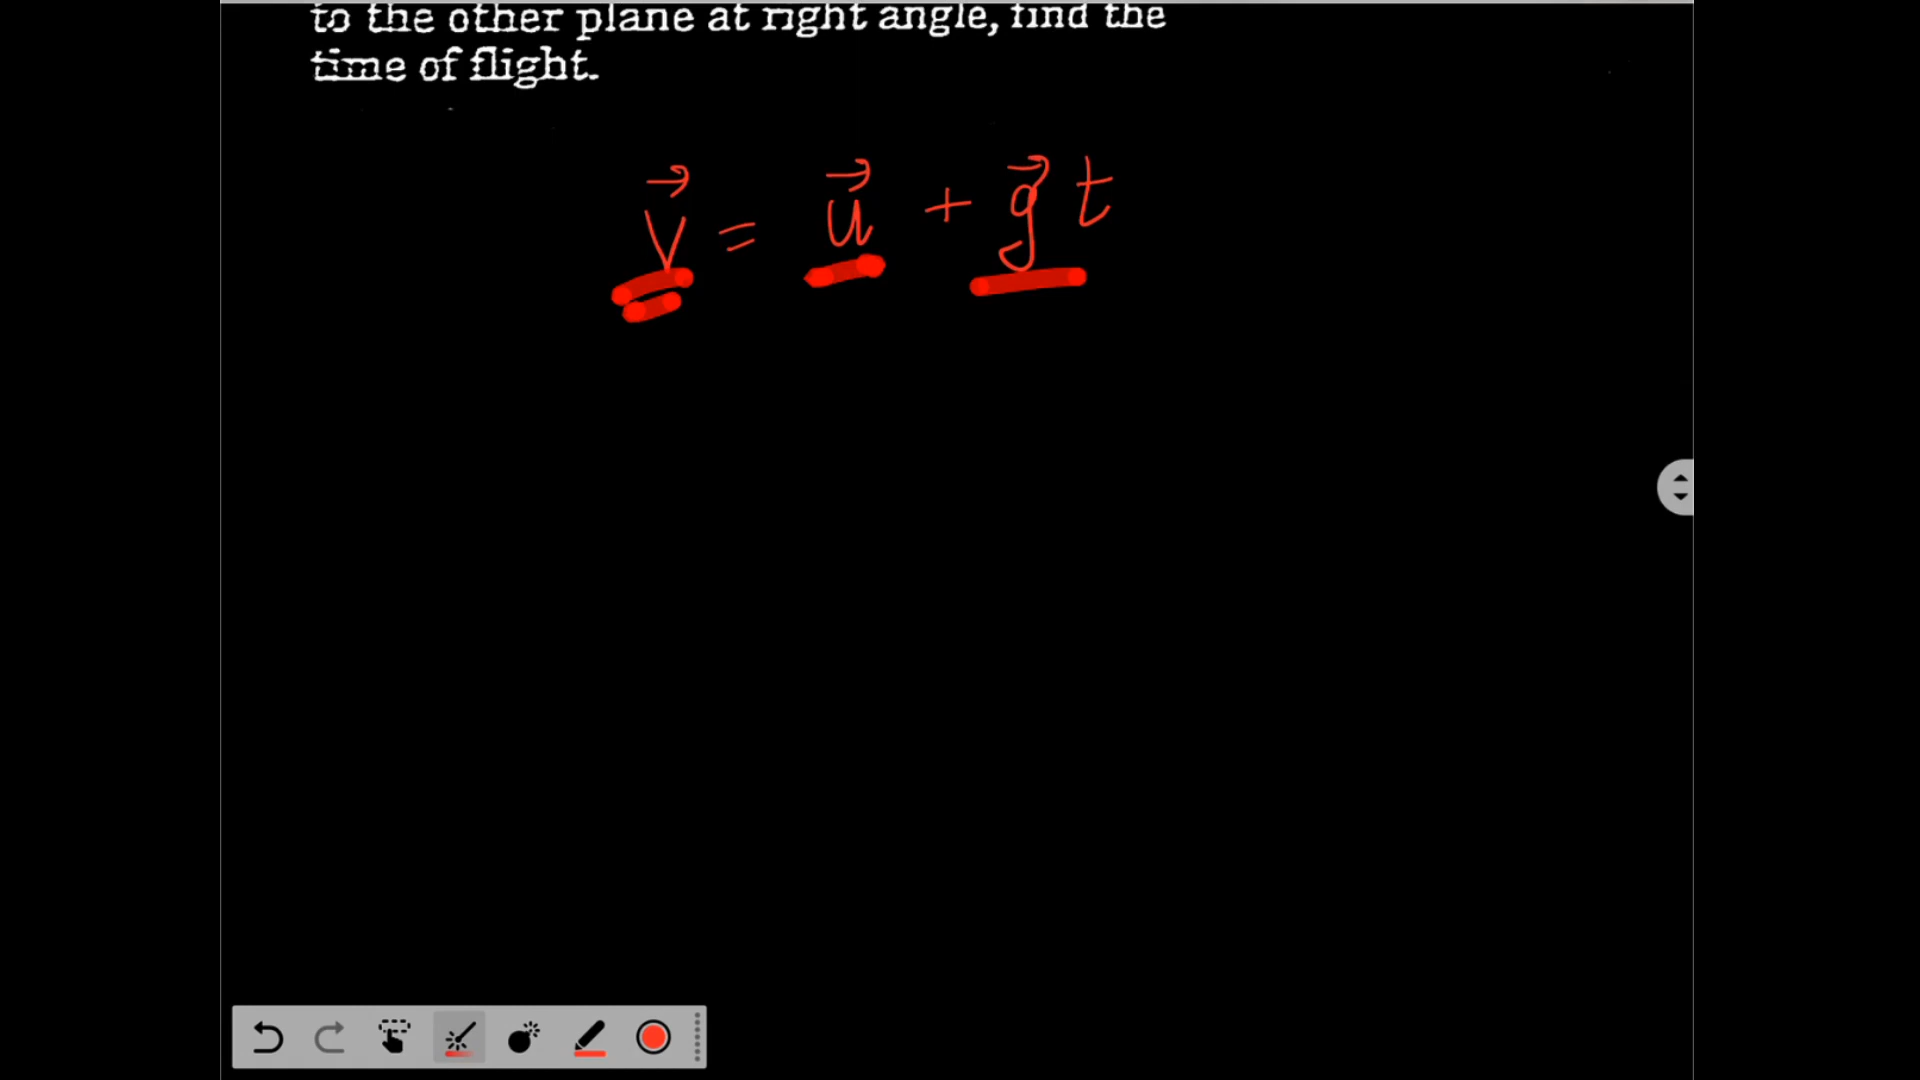 to the other plane at right angle, find the
time of flight.
v⃗ = u⃗ + g⃗ t